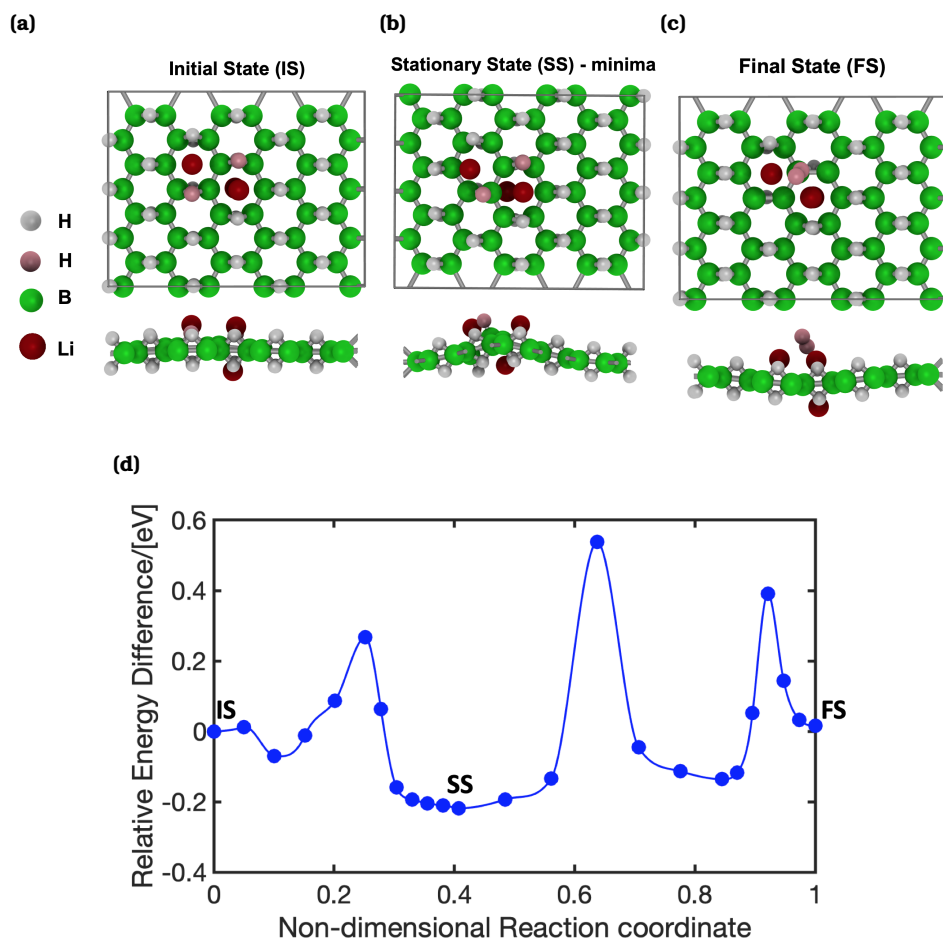 (a)
Initial State (IS)
(b)
Stationary State (SS) - minima
(c)
Final State (FS)
H
H
B
Li
(d)
Relative Energy Difference/[eV]
0.6
0.4
0.2
0
-0.2
-0.4
IS
SS
FS
0
0.2
0.4
0.6
0.8
1
Non-dimensional Reaction coordinate